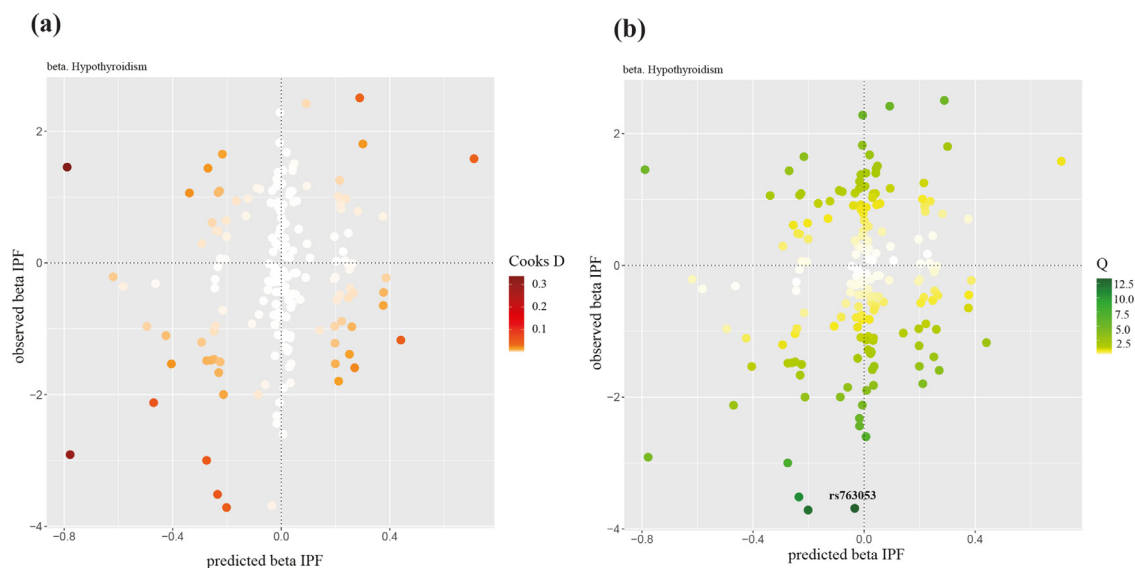 (a)
beta. Hypothyroidism
observed beta IPF
2
0
−2
−4
−0.8
−0.4
0.0
0.4
predicted beta IPF
Cooks D
0.3
0.2
0.1
(b)
beta. Hypothyroidism
observed beta IPF
2
0
−2
−4
rs763053
−0.8
−0.4
0.0
0.4
predicted beta IPF
Q
12.5
10.0
7.5
5.0
2.5